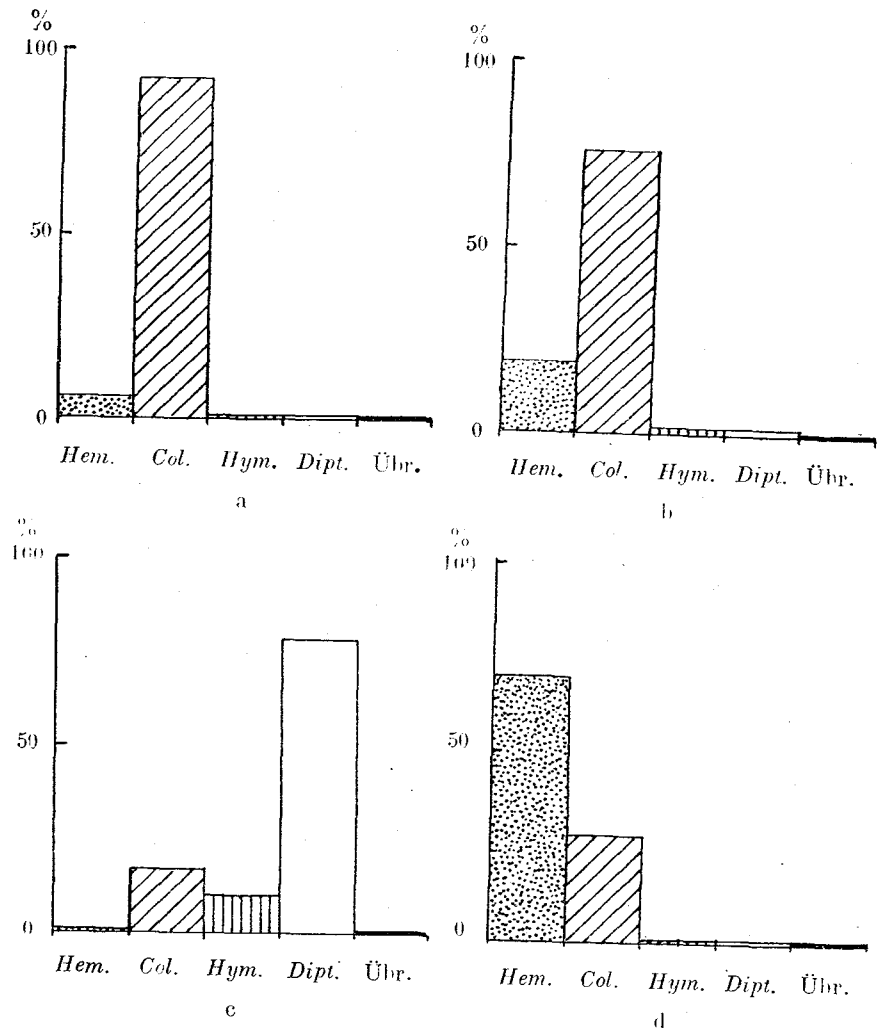 %
100
50
0
Hem. Col. Hym. Dipt. Übr.
a
%
100
50
0
Hem. Col. Hym. Dipt. Übr.
b
%
100
50
0
Hem. Col. Hym. Dipt. Übr.
c
%
100
50
0
Hem. Col. Hym. Dipt. Übr.
d